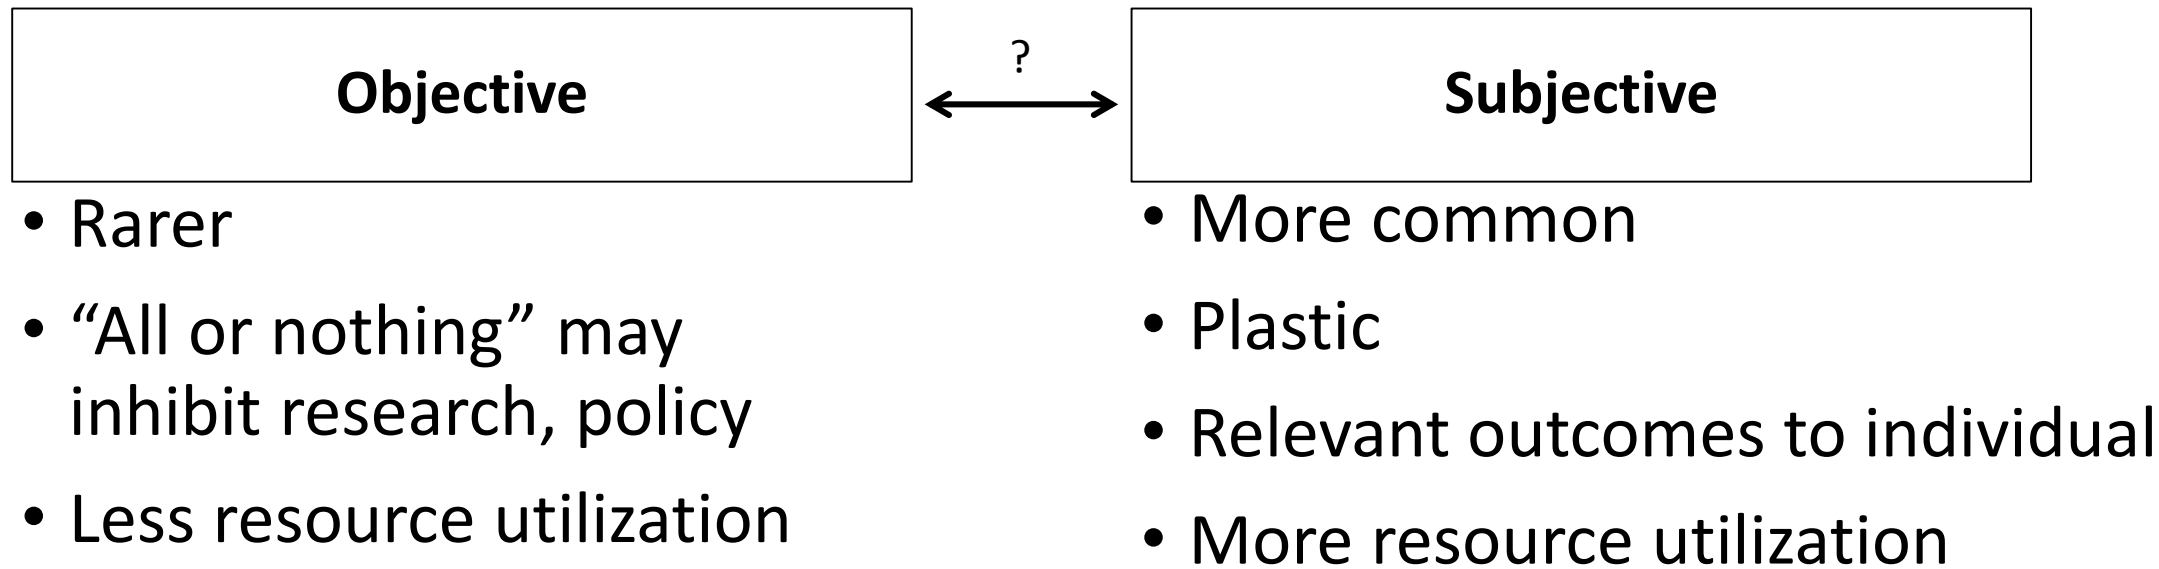 Objective
?
Subjective
• Rarer
• “All or nothing” may
inhibit research, policy
• Less resource utilization
• More common
• Plastic
• Relevant outcomes to individual
• More resource utilization